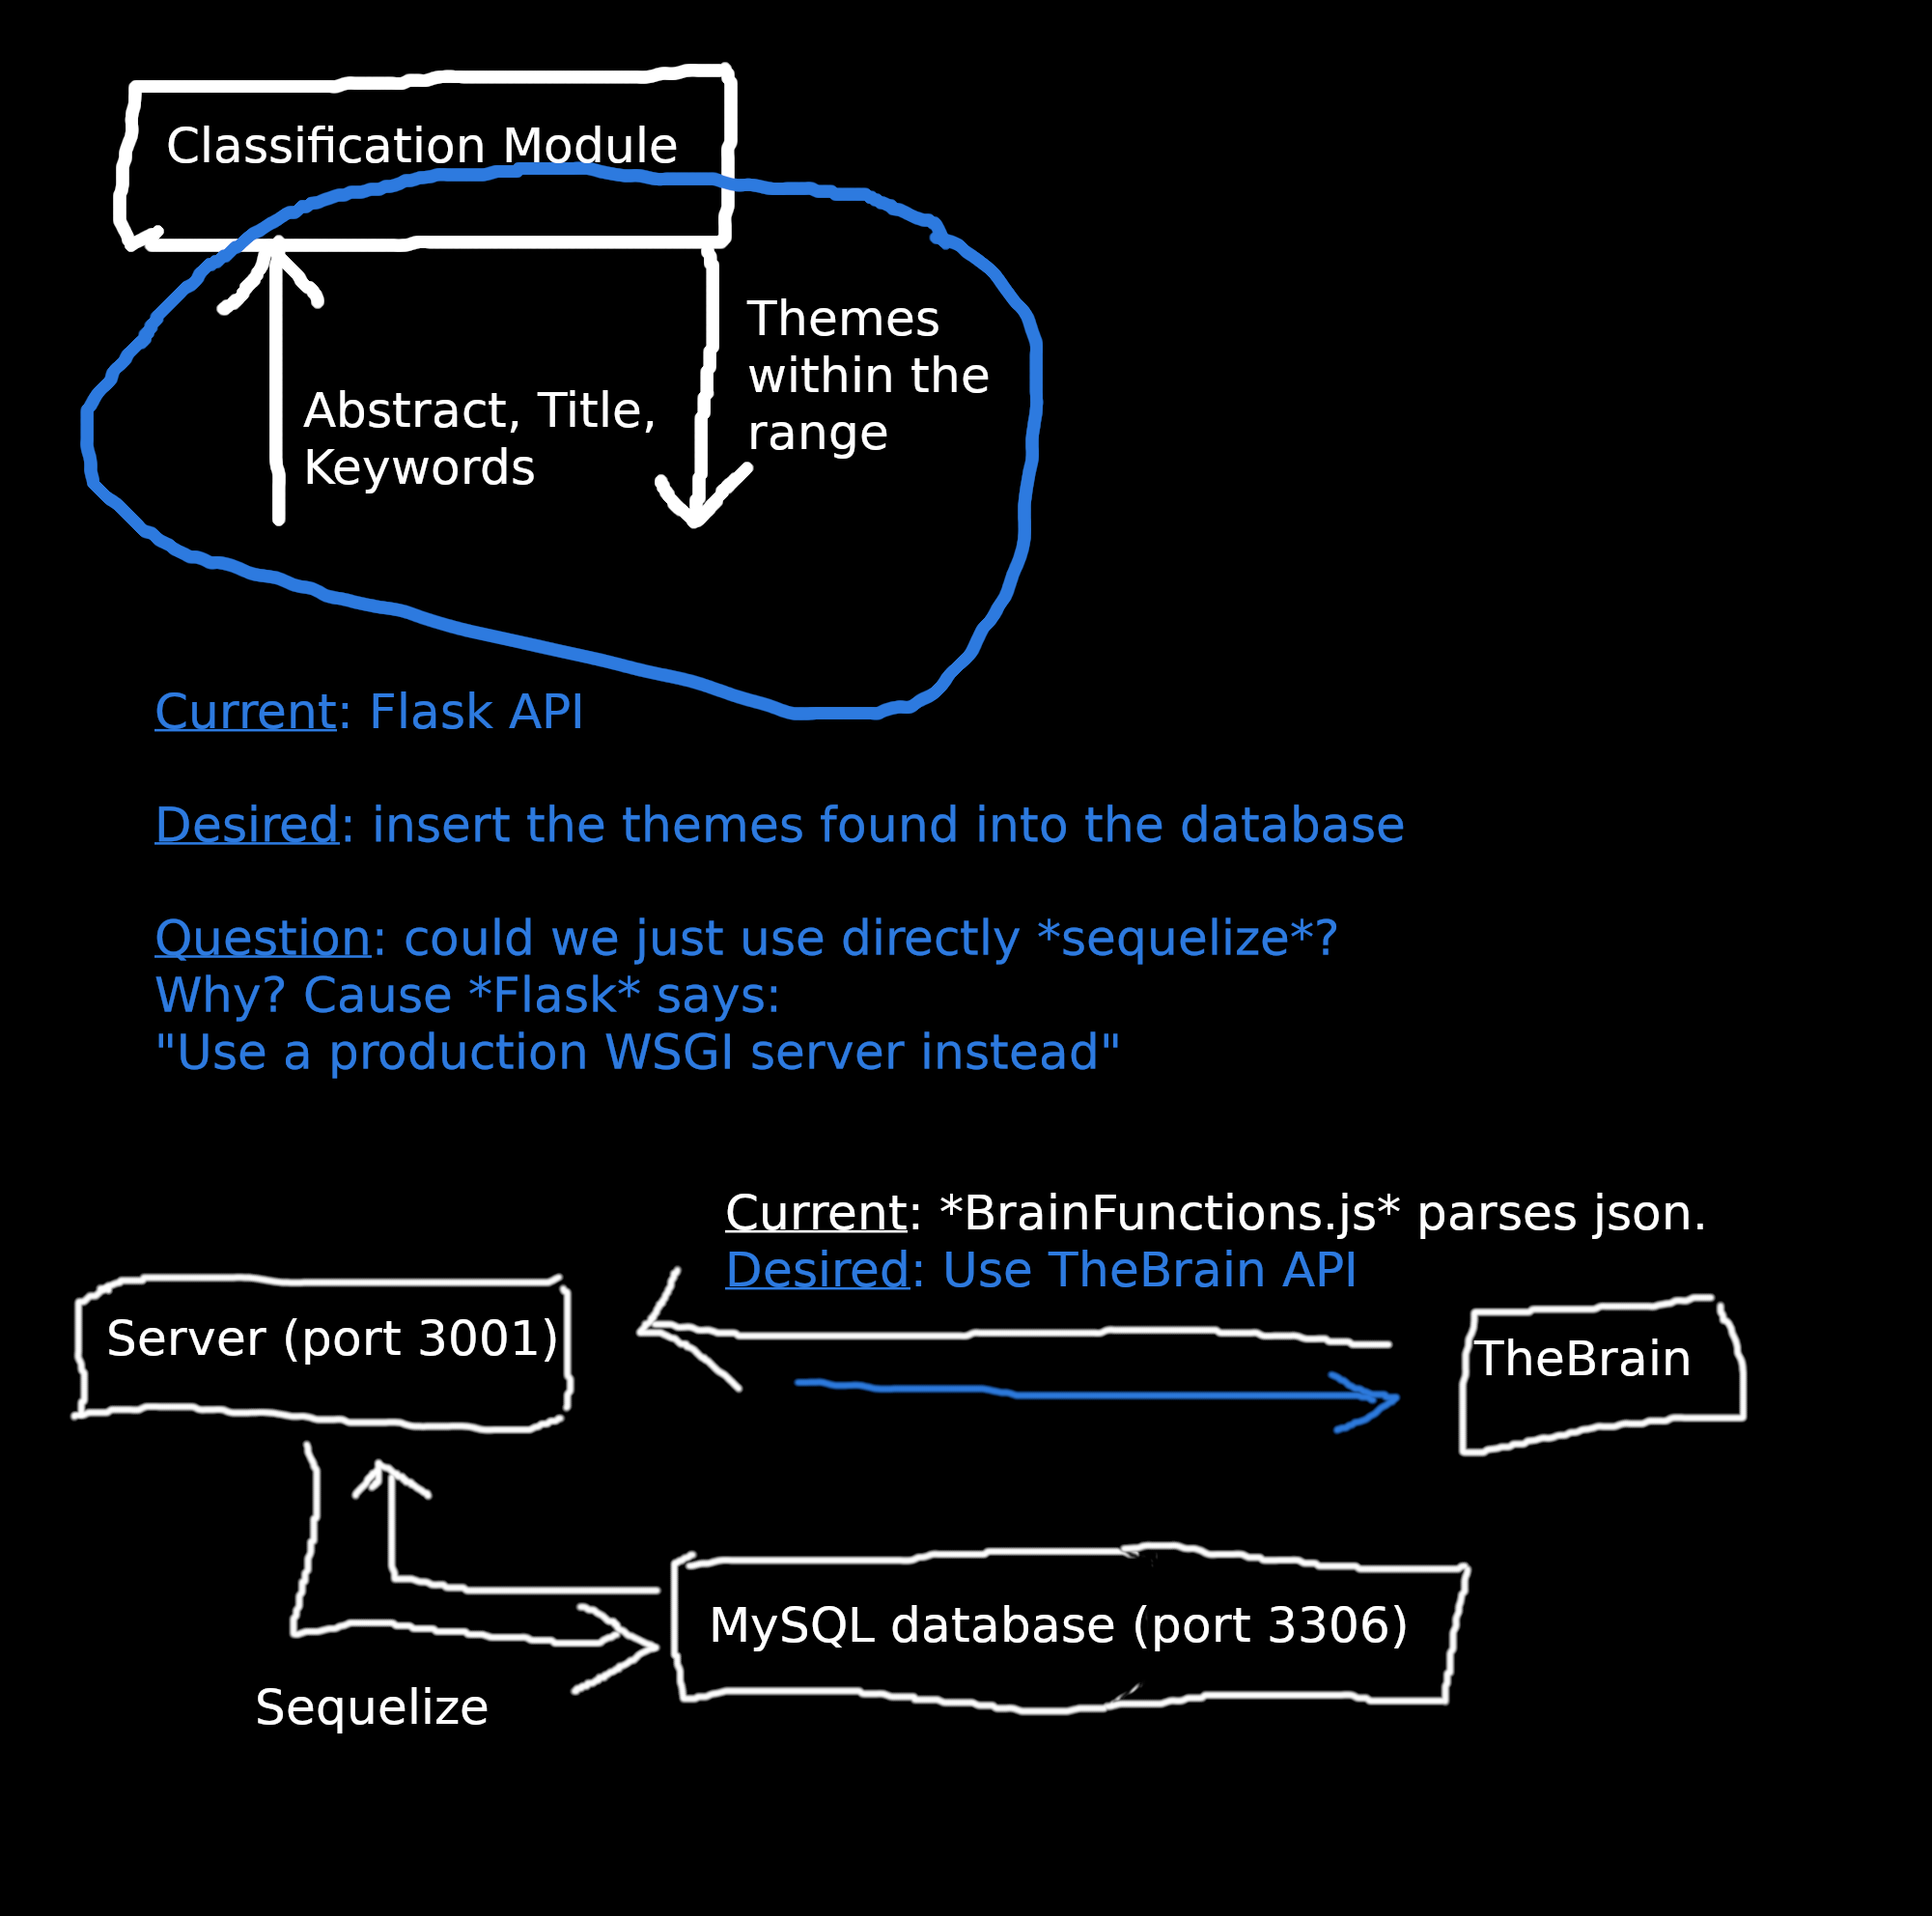 Classification Module
Themes
within the
range
Abstract, Title,
Keywords
Current: Flask API
Desired: insert the themes found into the database
Question: could we just use directly *sequelize*?
Why? Cause *Flask* says:
"Use a production WSGI server instead"
Current: *BrainFunctions.js* parses json.
Desired: Use TheBrain API
Server (port 3001)
TheBrain
MySQL database (port 3306)
Sequelize